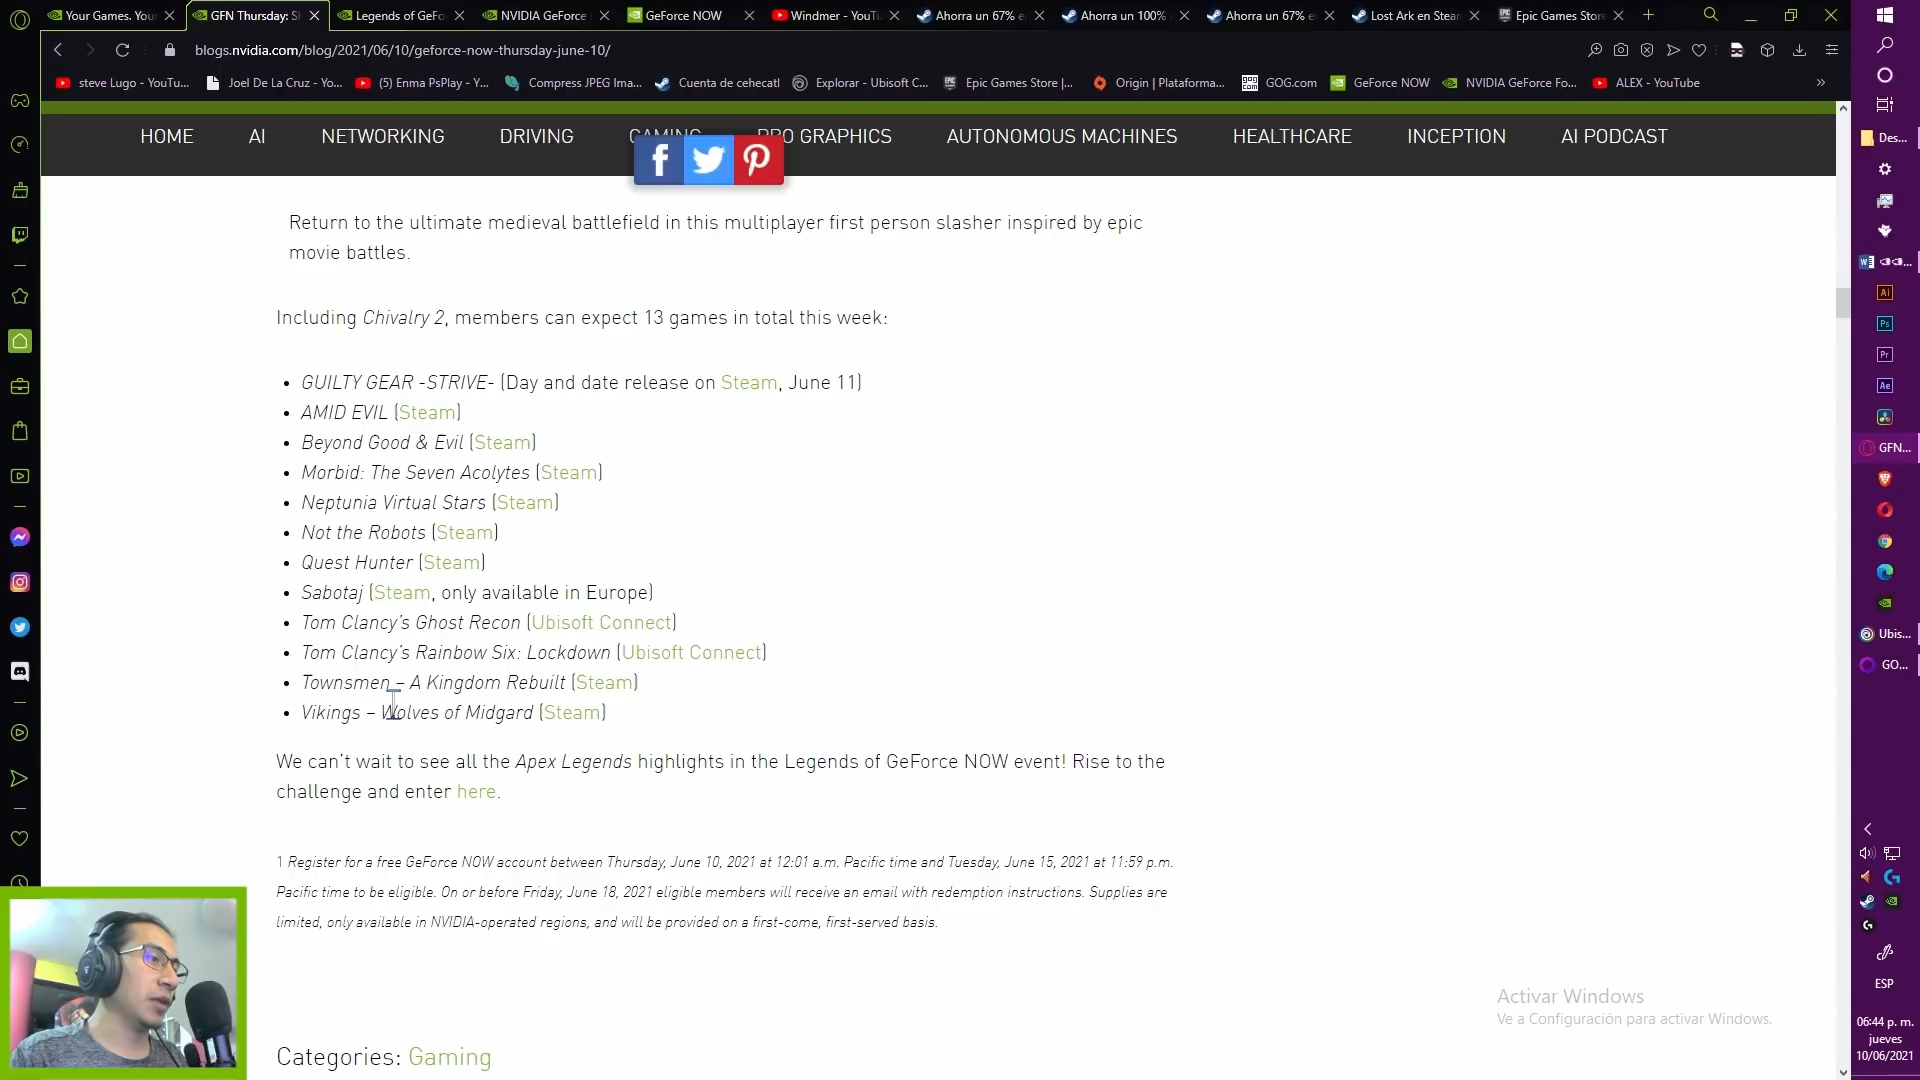 Your Games. You
GFN Thursday: S
Legends of GeFo
NVIDIA GeForce
GeForce NOW
Windmer - YouTu
Ahorra un 67% e
Ahorra un 100%
Ahorra un 67% e
Lost Ark en Stea
Epic Games Store
blogs.nvidia.com/blog/2021/06/10/geforce-now-thursday-june-10/
steve Lugo - YouTu...
Joel De La Cruz - Yo...
(5) Enma PsPlay - Y...
Compress JPEG Ima...
Cuenta de cehecatl
Explorar - Ubisoft C...
Epic Games Store |...
Origin | Plataforma...
GOG.com
GeForce NOW
NVIDIA GeForce Fo...
ALEX - YouTube
HOME
AI
NETWORKING
DRIVING
GAMING
PRO GRAPHICS
AUTONOMOUS MACHINES
HEALTHCARE
INCEPTION
AI PODCAST
Return to the ultimate medieval battlefield in this multiplayer first person slasher inspired by epic
movie battles.
Including Chivalry 2, members can expect 13 games in total this week:
• GUILTY GEAR -STRIVE- (Day and date release on Steam, June 11)
• AMID EVIL (Steam)
• Beyond Good & Evil (Steam)
• Morbid: The Seven Acolytes (Steam)
• Neptunia Virtual Stars (Steam)
• Not the Robots (Steam)
• Quest Hunter (Steam)
• Sabotaj (Steam, only available in Europe)
• Tom Clancy's Ghost Recon (Ubisoft Connect)
• Tom Clancy's Rainbow Six: Lockdown (Ubisoft Connect)
• Townsmen – A Kingdom Rebuilt (Steam)
• Vikings – Wolves of Midgard (Steam)
We can't wait to see all the Apex Legends highlights in the Legends of GeForce NOW event! Rise to the
challenge and enter here.
1 Register for a free GeForce NOW account between Thursday, June 10, 2021 at 12:01 a.m. Pacific time and Tuesday, June 15, 2021 at 11:59 p.m.
Pacific time to be eligible. On or before Friday, June 18, 2021 eligible members will receive an email with redemption instructions. Supplies are
limited, only available in NVIDIA-operated regions, and will be provided on a first-come, first-served basis.
Categories: Gaming
Activar Windows
Ve a Configuración para activar Windows.
Des...
Ai
Ps
Pr
Ae
GFN...
Ubis...
GO...
ESP
06:44 p. m.
jueves
10/06/2021